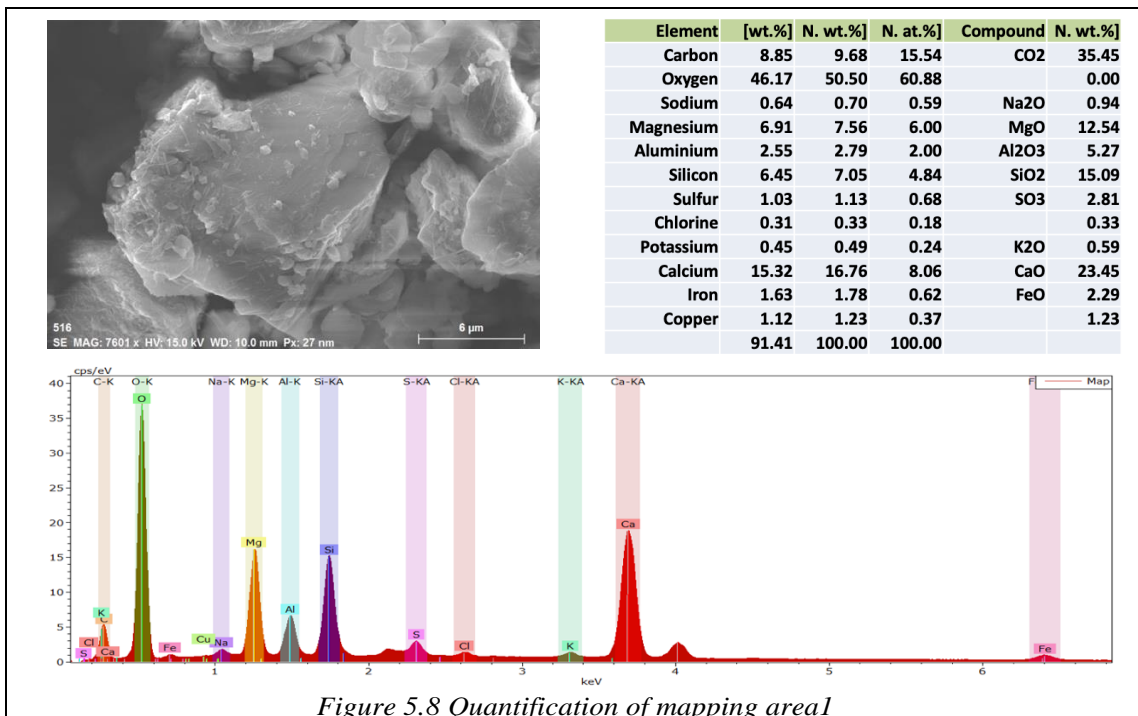 516
SE MAG: 7601 x HV: 15.0 kV WD: 10.0 mm Px: 27 nm
6 µm
Element [wt.%] N. wt.%] N. at.%] Compound N. wt.%]
Carbon 8.85 9.68 15.54 CO2 35.45
Oxygen 46.17 50.50 60.88 0.00
Sodium 0.64 0.70 0.59 Na2O 0.94
Magnesium 6.91 7.56 6.00 MgO 12.54
Aluminium 2.55 2.79 2.00 Al2O3 5.27
Silicon 6.45 7.05 4.84 SiO2 15.09
Sulfur 1.03 1.13 0.68 SO3 2.81
Chlorine 0.31 0.33 0.18 0.33
Potassium 0.45 0.49 0.24 K2O 0.59
Calcium 15.32 16.76 8.06 CaO 23.45
Iron 1.63 1.78 0.62 FeO 2.29
Copper 1.12 1.23 0.37 1.23
91.41 100.00 100.00
cps/eV
C-K O-K Na-K Mg-K Al-K Si-KA S-KA Cl-KA K-KA Ca-KA F Map
40
35
30
25
20
15
10
5
0
O
Ca
Mg
Si
Al
K
C
S
Cl
Ca
Fe
Cu
Na
S
Cl
K
Fe
1 2 3 4 5 6
keV
Figure 5.8 Quantification of mapping area1